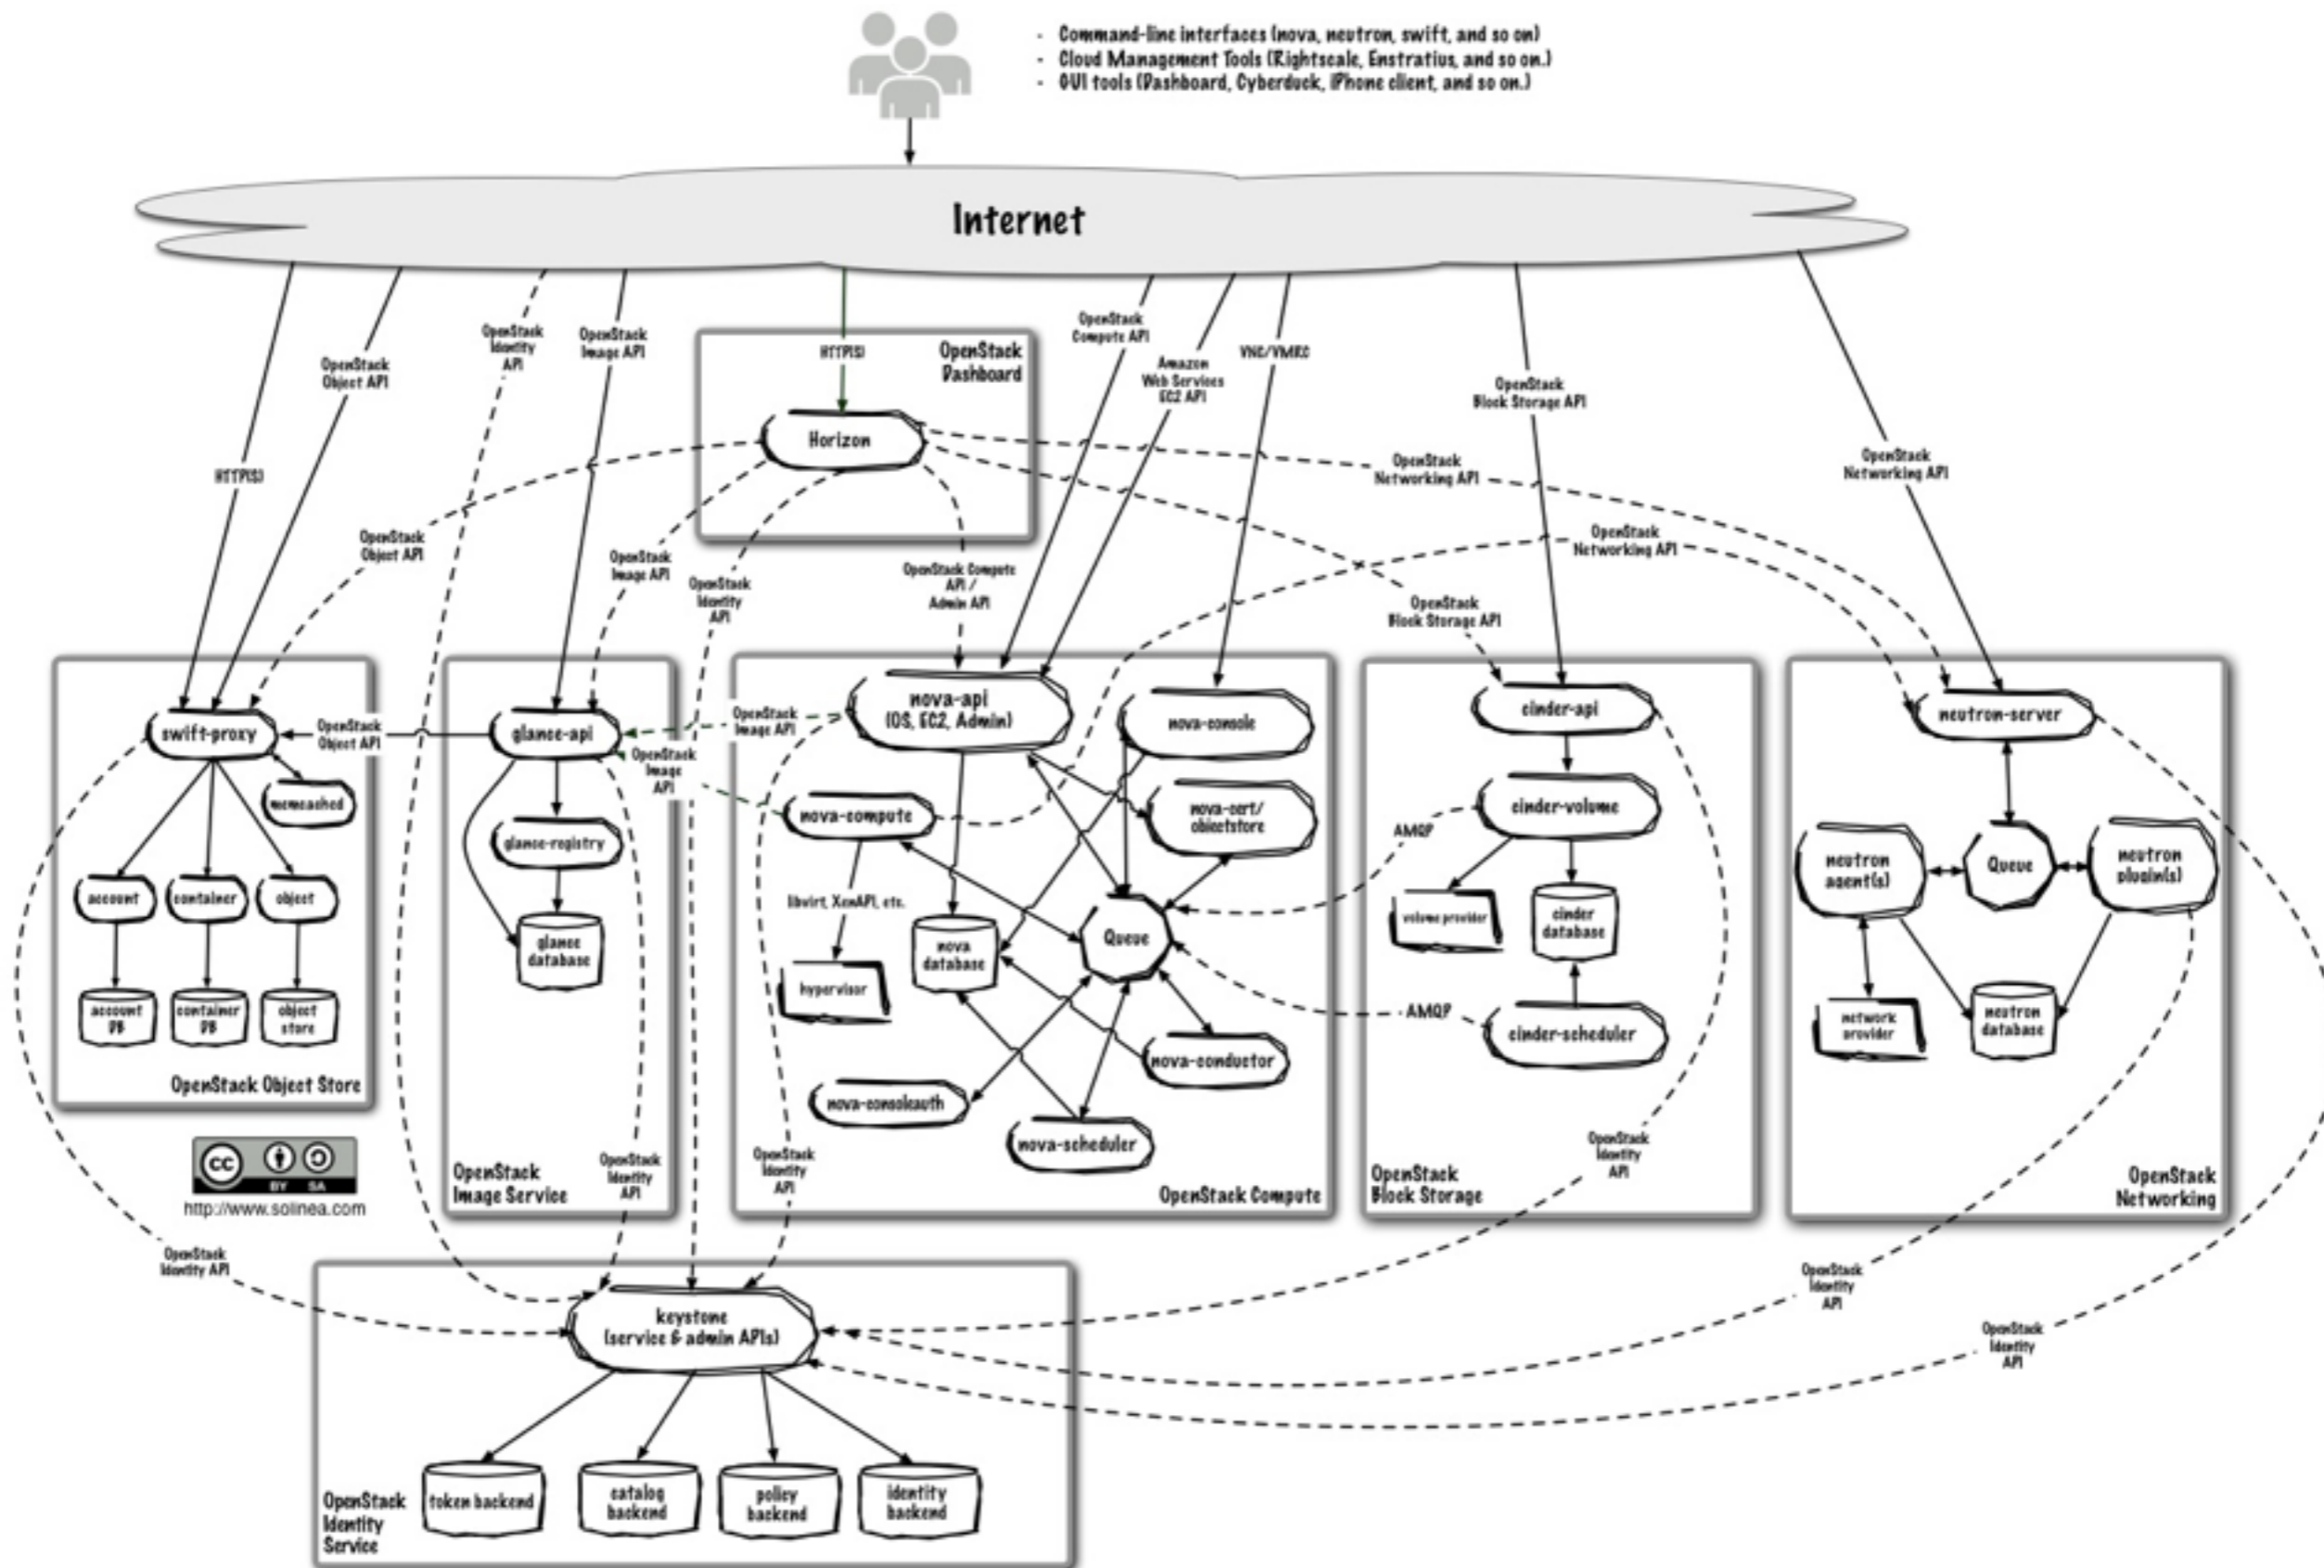 - Command-line interfaces (nova, neutron, swift, and so on)
- Cloud Management Tools (Rightscale, Enstratius, and so on.)
- GUI tools (Dashboard, Cyberduck, iPhone client, and so on.)
Internet
OpenStack
Identity
API
OpenStack
Image API
HTTP(S)
OpenStack
Dashboard
OpenStack
Compute API
Amazon
Web Services
EC2 API
VNC/VMRC
OpenStack
Object API
OpenStack
Block Storage API
HTTP(S)
Horizon
OpenStack
Networking API
OpenStack
Networking API
OpenStack
Object API
OpenStack
Image API
OpenStack
Identity
API
OpenStack Compute
API /
Admin API
OpenStack
Networking API
OpenStack
Block Storage API
swift-proxy
OpenStack
Object API
glance-api
OpenStack
Image API
OpenStack
Image
API
nova-api
(OS, EC2, Admin)
nova-console
cinder-api
neutron-server
memcached
nova-compute
nova-cert/
objectstore
cinder-volume
AMQP
glance-registry
account
container
object
libvirt, XenAPI, etc.
volume provider
cinder
database
neutron
agent(s)
Queue
neutron
plugin(s)
glance
database
nova
database
Queue
hypervisor
account
DB
container
DB
object
store
AMQP
cinder-scheduler
network
provider
neutron
database
nova-conductor
nova-consoleauth
nova-scheduler
OpenStack Object Store
cc
BY SA
http://www.solinea.com
OpenStack
Image Service
OpenStack
Identity
API
OpenStack
Identity
API
OpenStack Compute
OpenStack
Block Storage
OpenStack
Identity
API
OpenStack
Networking
OpenStack
Identity API
OpenStack
Identity
API
OpenStack
Identity
API
keystone
(service & admin APIs)
token backend
catalog
backend
policy
backend
identity
backend
OpenStack
Identity
Service